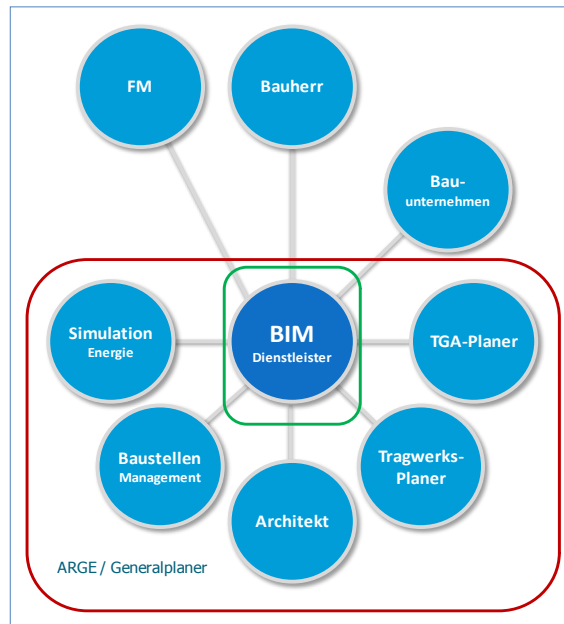 FM
Bauherr
Bau-
unternehmen
Simulation
Energie
BIM
Dienstleister
TGA-Planer
Baustellen
Management
Tragwerks-
Planer
Architekt
ARGE / Generalplaner